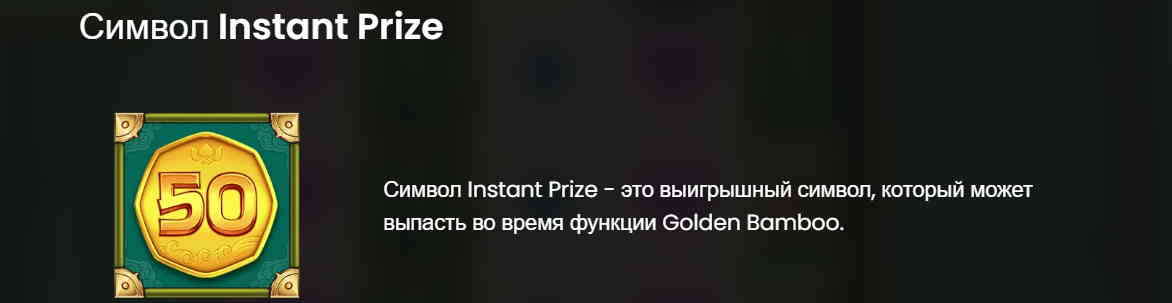 Символ Instant Prize
50
Символ Instant Prize - это выигрышный символ, который может
выпасть во время функции Golden Bamboo.